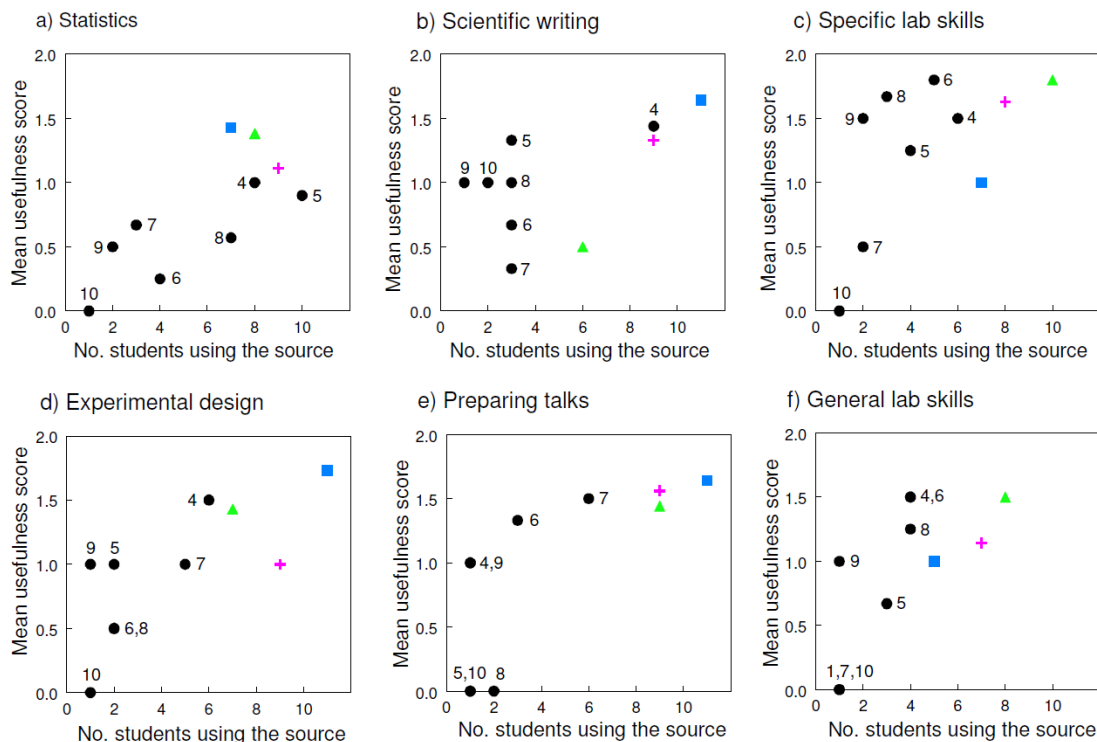 a) Statistics
2.0
1.5
1.0
0.5
0.0
Mean usefulness score
4
5
7
9
8
6
10
0 2 4 6 8 10
No. students using the source
b) Scientific writing
2.0
1.5
1.0
0.5
0.0
Mean usefulness score
4
5
9 10
8
6
7
0 2 4 6 8 10
No. students using the source
c) Specific lab skills
2.0
1.5
1.0
0.5
0.0
Mean usefulness score
6
8
9
4
5
7
10
0 2 4 6 8 10
No. students using the source
d) Experimental design
2.0
1.5
1.0
0.5
0.0
Mean usefulness score
4
9 5
7
6,8
10
0 2 4 6 8 10
No. students using the source
e) Preparing talks
2.0
1.5
1.0
0.5
0.0
Mean usefulness score
7
6
4,9
5,10 8
0 2 4 6 8 10
No. students using the source
f) General lab skills
2.0
1.5
1.0
0.5
0.0
Mean usefulness score
4,6
8
9
5
1,7,10
0 2 4 6 8 10
No. students using the source